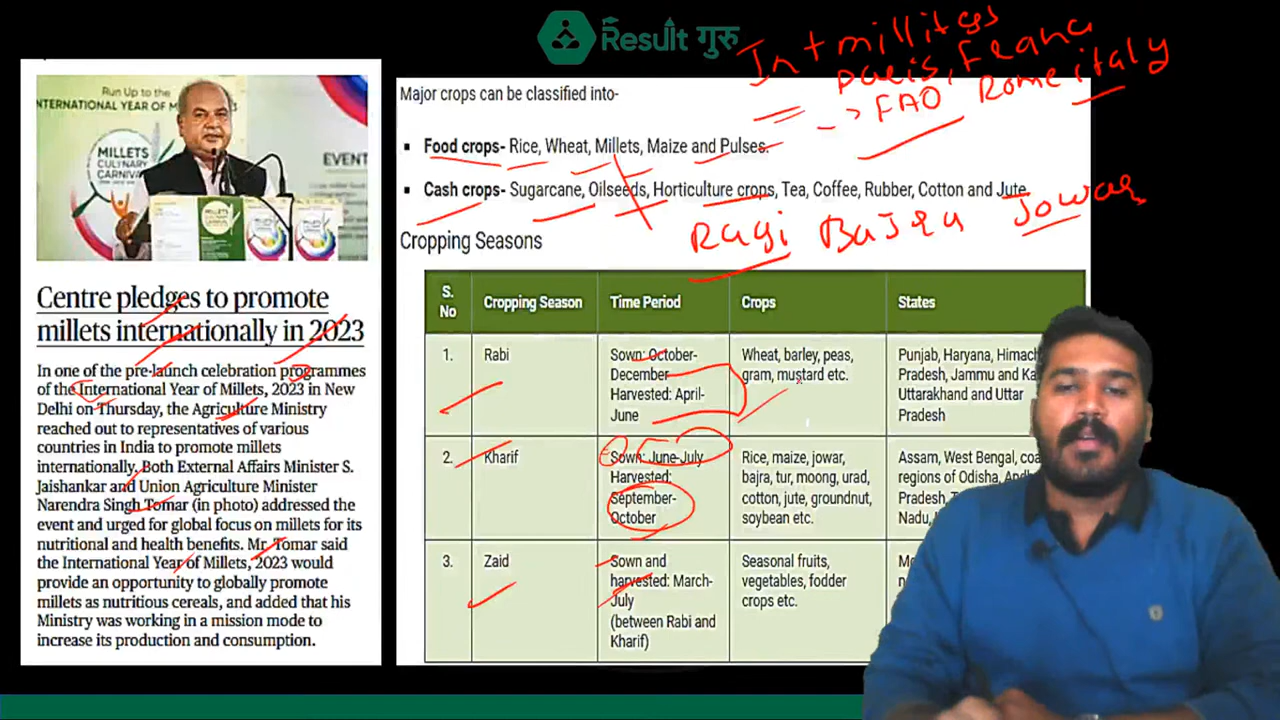 Result गुरु
Int millitess
Paris, Franc
-> FAO Rome italy
Run Up to the
INTERNATIONAL YEAR OF M
2023
MILLETS
CULINARY
CARNIVAL
EVENT
MILLETS
Centre pledges to promote
millets internationally in 2023
In one of the pre-launch celebration programmes
of the International Year of Millets, 2023 in New
Delhi on Thursday, the Agriculture Ministry
reached out to representatives of various
countries in India to promote millets
internationally. Both External Affairs Minister S.
Jaishankar and Union Agriculture Minister
Narendra Singh Tomar (in photo) addressed the
event and urged for global focus on millets for its
nutritional and health benefits. Mr. Tomar said
the International Year of Millets, 2023 would
provide an opportunity to globally promote
millets as nutritious cereals, and added that his
Ministry was working in a mission mode to
increase its production and consumption.
Major crops can be classified into-
▪ Food crops- Rice, Wheat, Millets, Maize and Pulses.
▪ Cash crops- Sugarcane, Oilseeds, Horticulture crops, Tea, Coffee, Rubber, Cotton and Jute.
Ragi Bajra Jowar
Cropping Seasons
S. No Cropping Season Time Period Crops States
1. Rabi Sown: October- Wheat, barley, peas, Punjab, Haryana, Himach
December gram, mustard etc. Pradesh, Jammu and Ka
Harvested: April- Uttarakhand and Uttar
June Pradesh
2. Kharif Sown: June-July Rice, maize, jowar, Assam, West Bengal, coa
Harvested: bajra, tur, moong, urad, regions of Odisha, And
September- cotton, jute, groundnut, Pradesh, T
October soybean etc. Nadu,
3. Zaid Sown and Seasonal fruits, Mo
harvested: March- vegetables, fodder n
July crops etc.
(between Rabi and
Kharif)